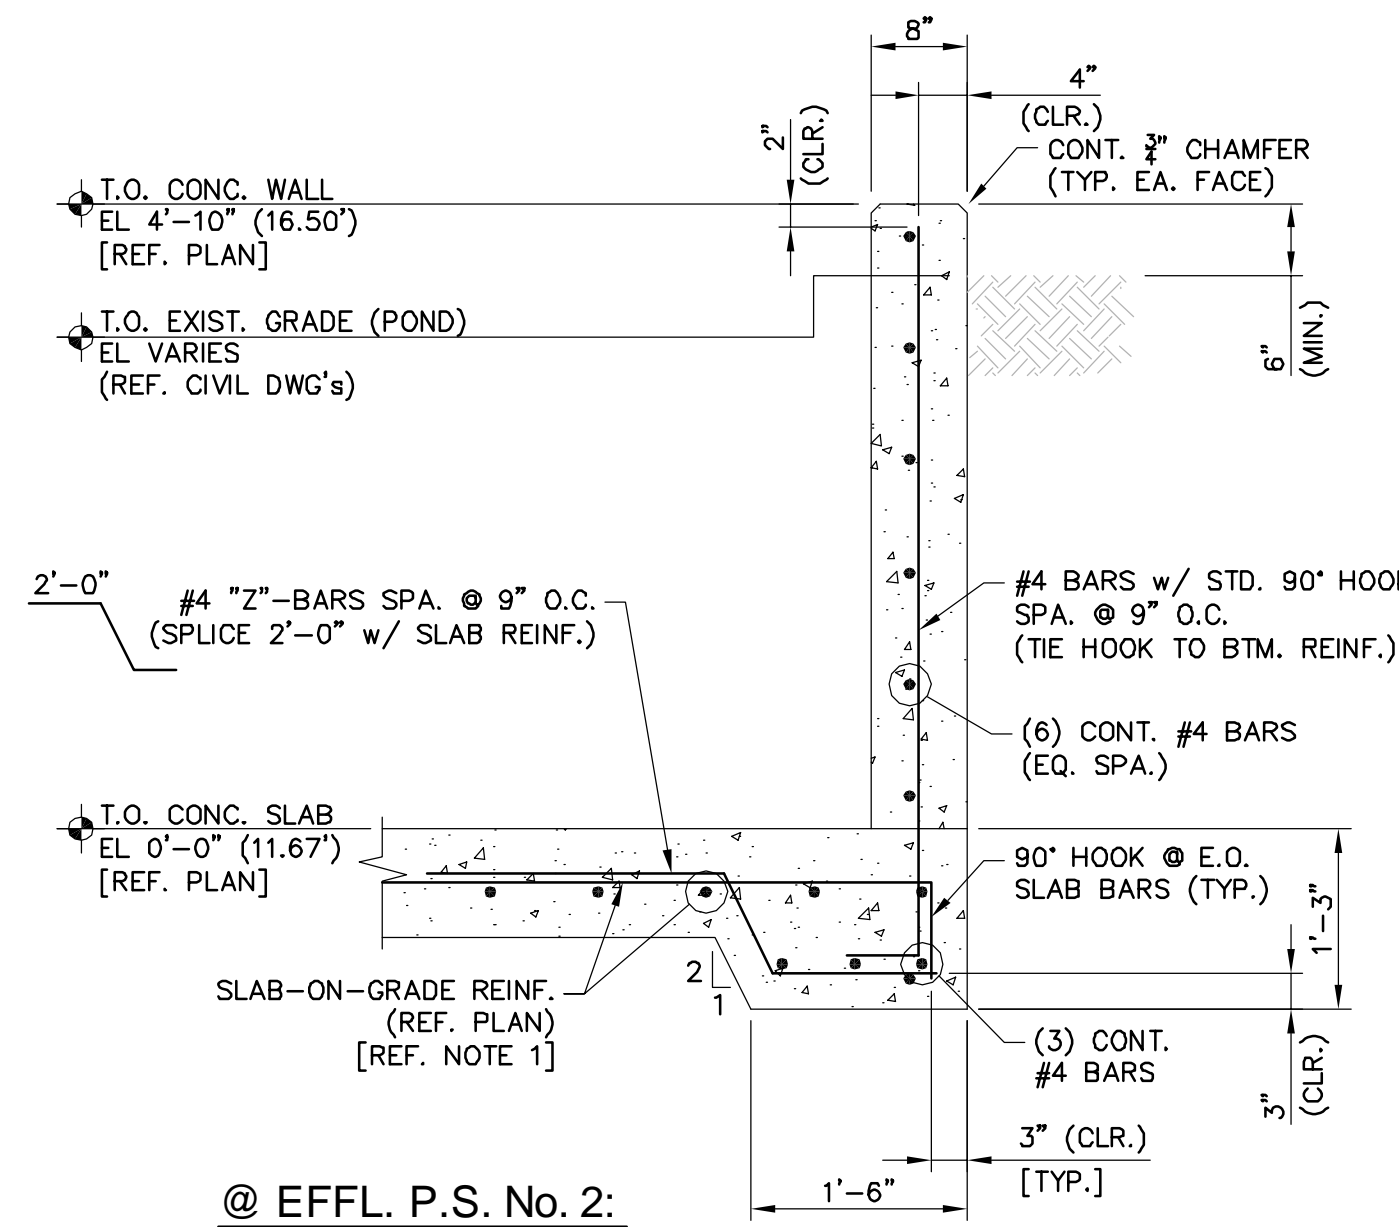 8"
4"
(CLR.)
2"
(CLR.)
CONT. 3/4" CHAMFER
(TYP. EA. FACE)
T.O. CONC. WALL
EL 4'-10" (16.50')
[REF. PLAN]
T.O. EXIST. GRADE (POND)
EL VARIES
(REF. CIVIL DWG's)
6"
(MIN.)
2'-0"
#4 "Z"-BARS SPA. @ 9" O.C.
(SPLICE 2'-0" w/ SLAB REINF.)
#4 BARS w/ STD. 90° HOOK
SPA. @ 9" O.C.
(TIE HOOK TO BTM. REINF.)
(6) CONT. #4 BARS
(EQ. SPA.)
T.O. CONC. SLAB
EL 0'-0" (11.67')
[REF. PLAN]
90° HOOK @ E.O.
SLAB BARS (TYP.)
1'-3"
2
1
SLAB-ON-GRADE REINF.
(REF. PLAN)
[REF. NOTE 1]
(3) CONT.
#4 BARS
3"
(CLR.)
3" (CLR.)
[TYP.]
1'-6"
@ EFFL. P.S. No. 2: